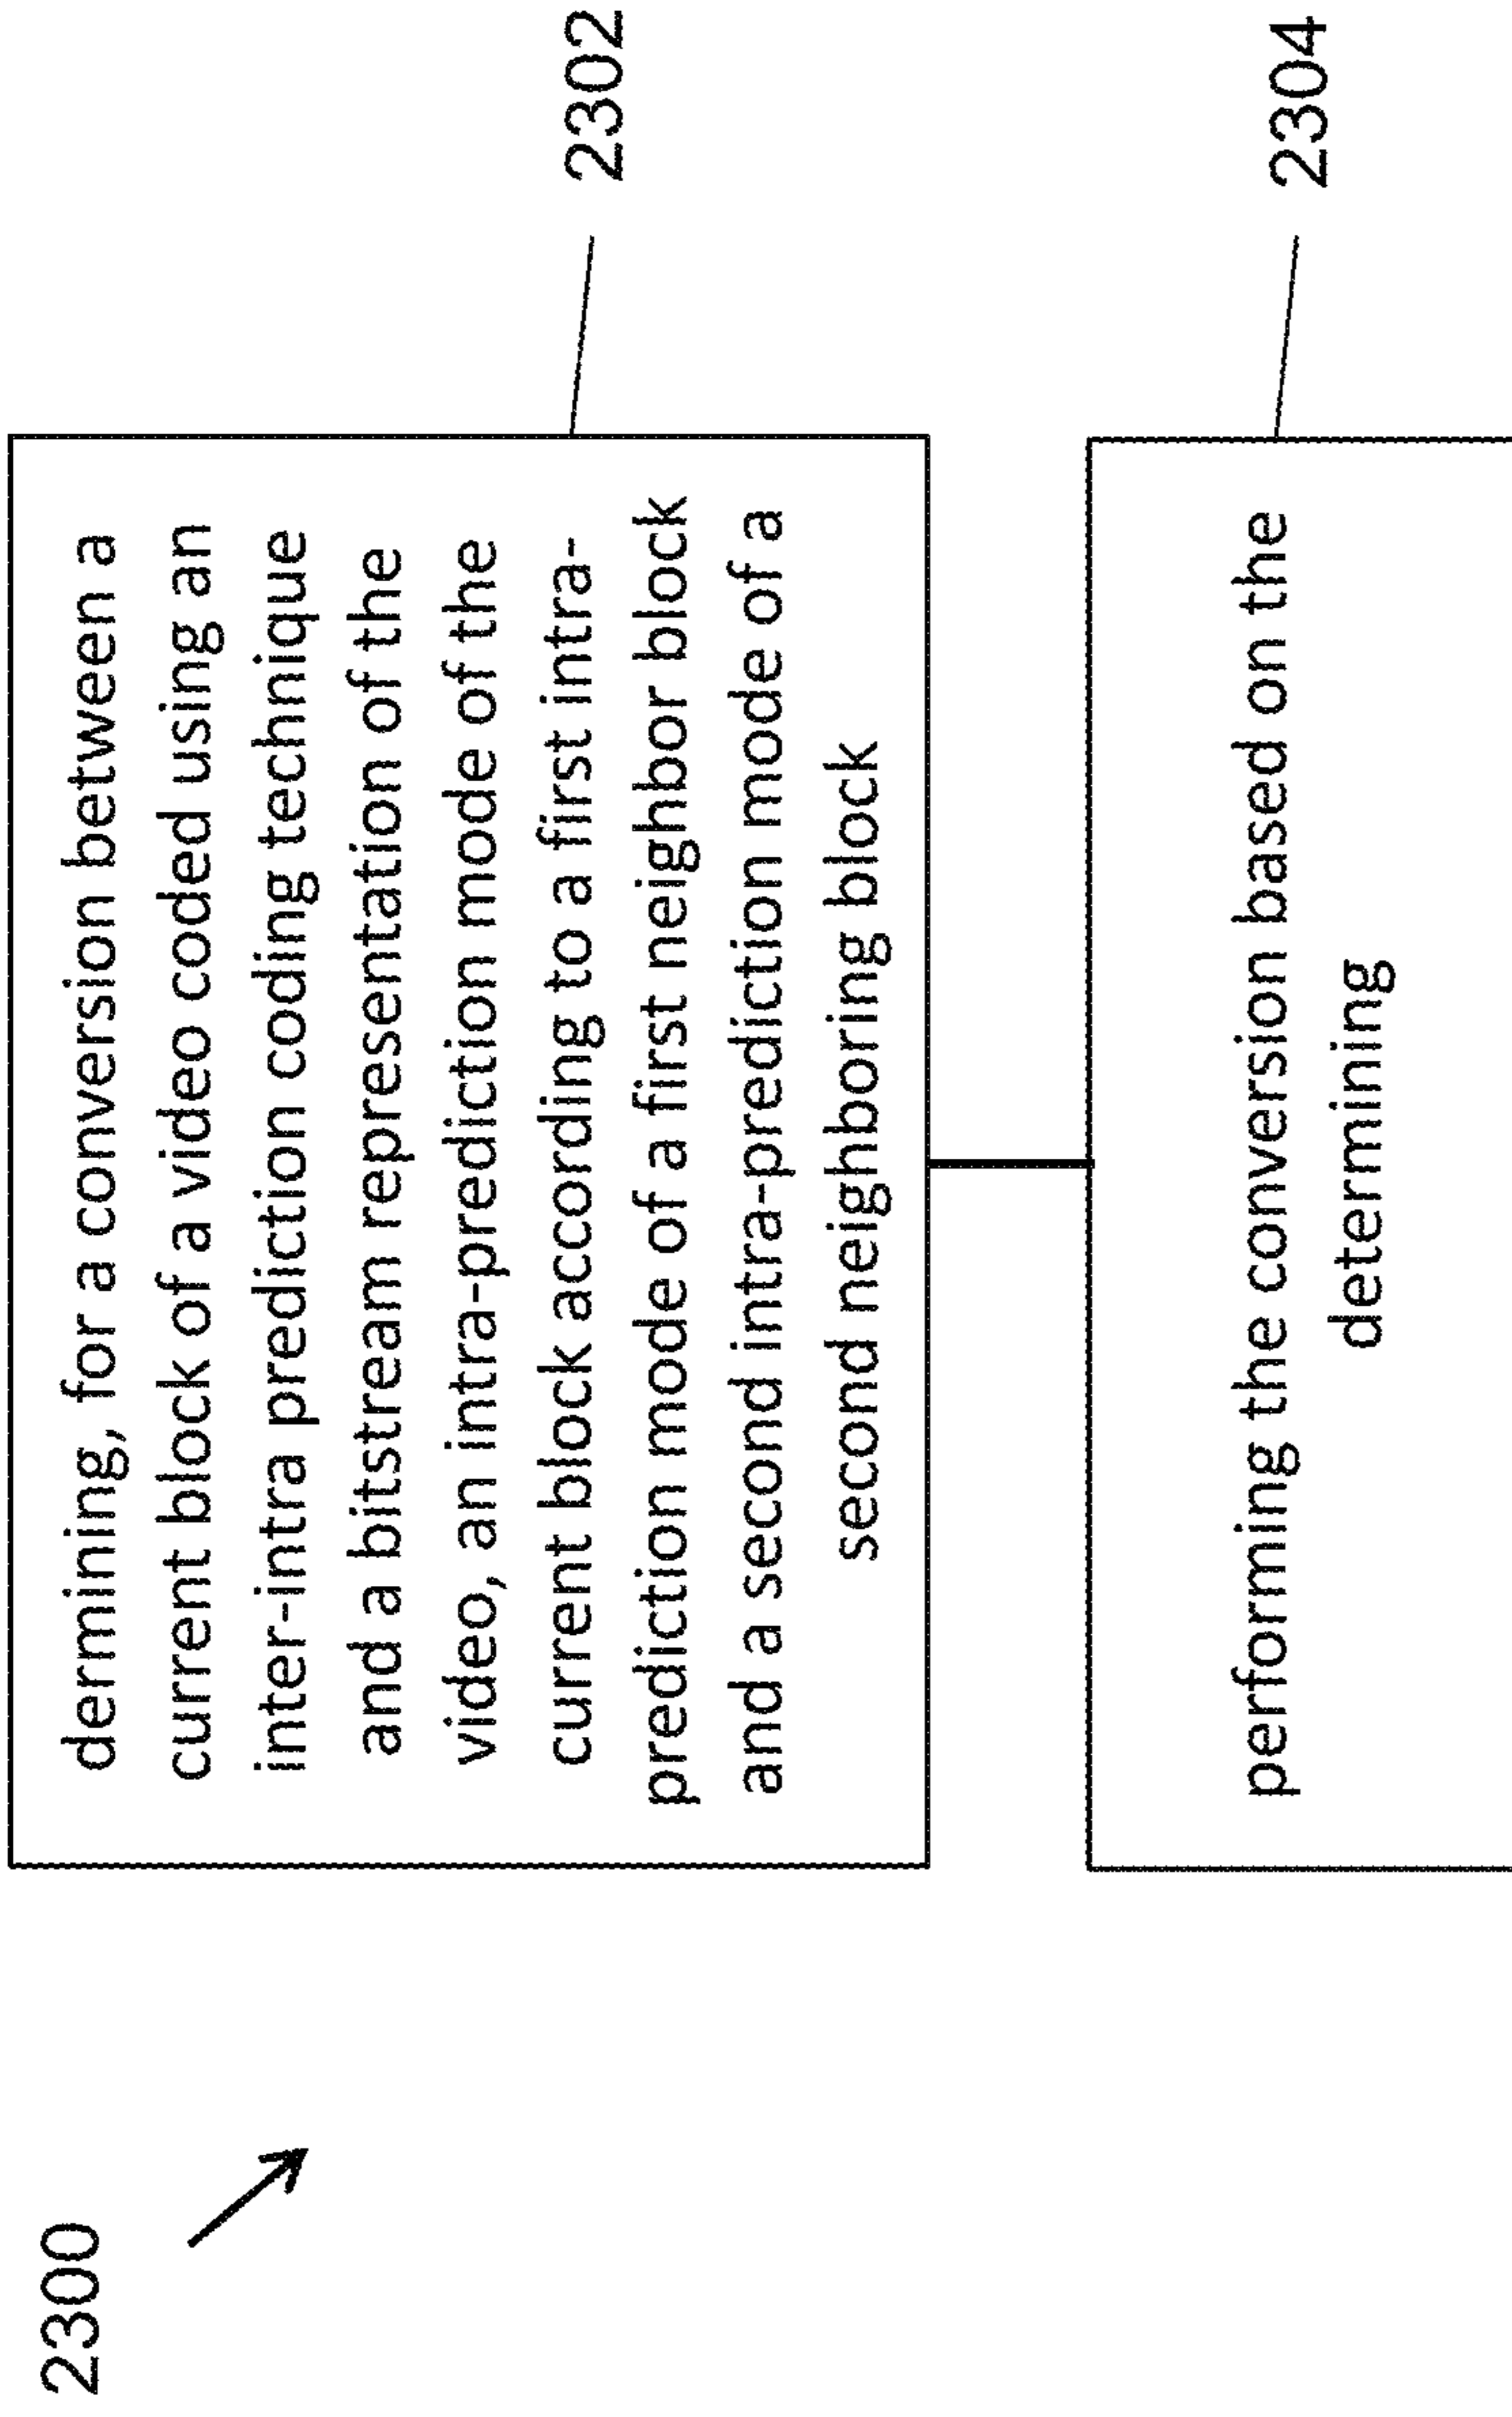 2300
dermining, for a conversion between a
current block of a video coded using an
inter-intra prediction coding technique
and a bitstream representation of the
video, an intra-prediction mode of the
current block according to a first intra-
prediction mode of a first neighbor block
and a second intra-prediction mode of a
second neighboring block
2302
performing the conversion based on the
determining
2304